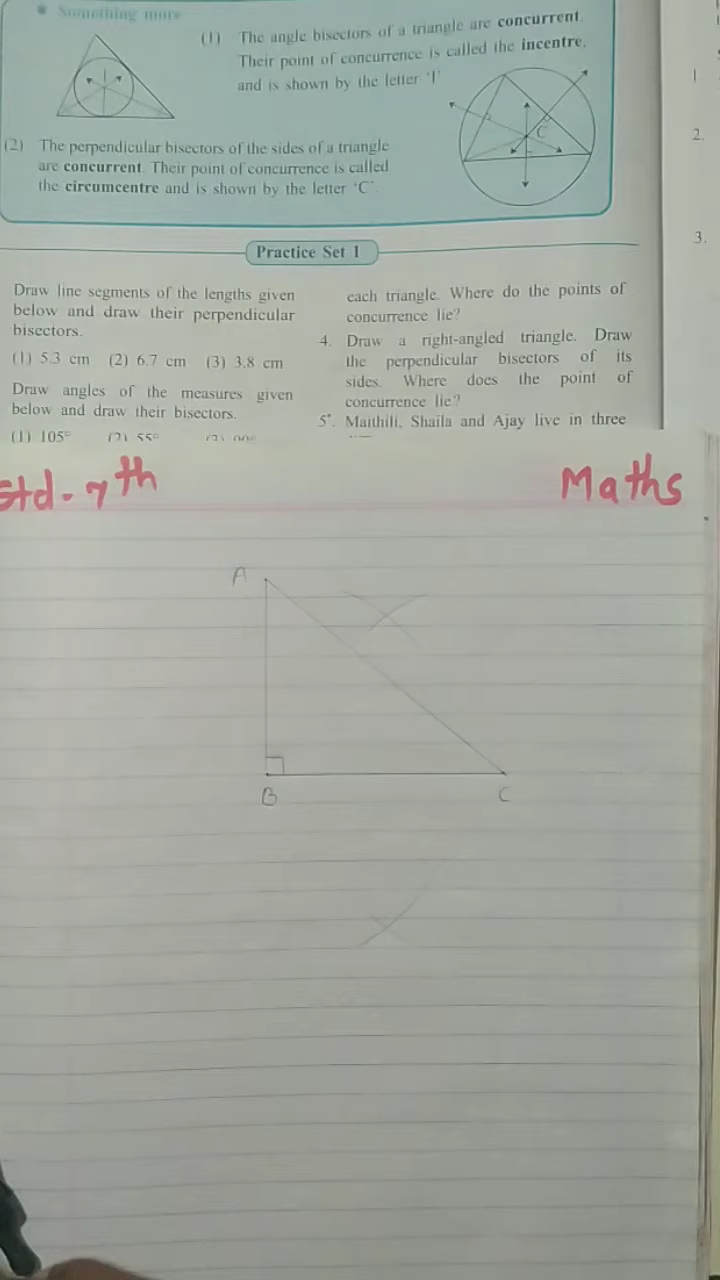 Something more
(1) The angle bisectors of a triangle are concurrent.
Their point of concurrence is called the incentre,
and is shown by the letter 'I'
C
(2) The perpendicular bisectors of the sides of a triangle
are concurrent. Their point of concurrence is called
the circumcentre and is shown by the letter 'C'.
Practice Set 1
Draw line segments of the lengths given
below and draw their perpendicular
bisectors.
(1) 5.3 cm (2) 6.7 cm (3) 3.8 cm
Draw angles of the measures given
below and draw their bisectors.
(1) 105° (2) 55°
each triangle. Where do the points of
concurrence lie?
4. Draw a right-angled triangle. Draw
the perpendicular bisectors of its
sides. Where does the point of
concurrence lie?
5*. Maithili, Shaila and Ajay live in three
1
2.
3.
Std - 7th
Maths
A
B
C